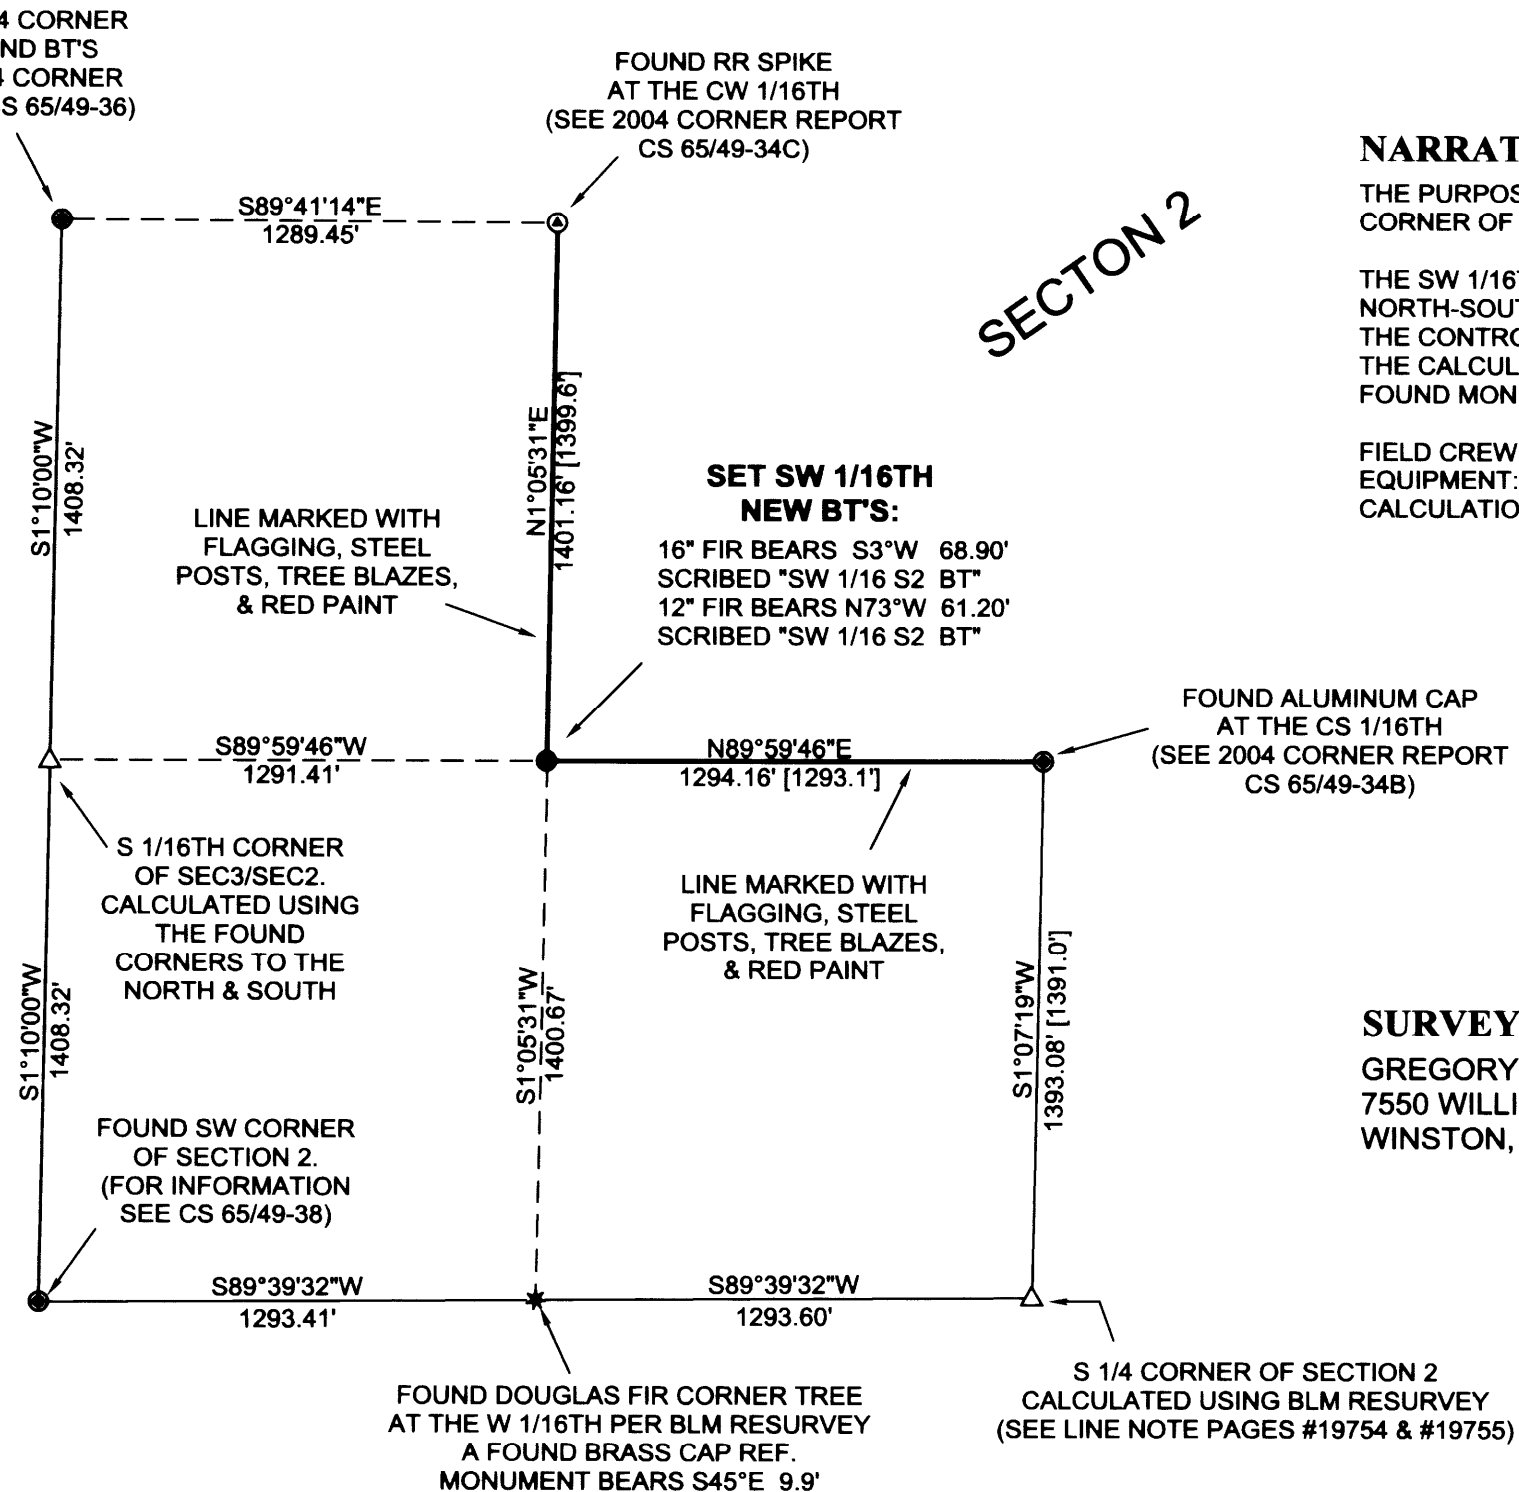 4 CORNER
ND BT'S
4 CORNER
S 65/49-36)
FOUND RR SPIKE
AT THE CW 1/16TH
(SEE 2004 CORNER REPORT
CS 65/49-34C)
S89°41'14"E
1289.45'
SECTON 2
NARRAT
THE PURPOS
CORNER OF
THE SW 1/16T
NORTH-SOUT
THE CONTRO
THE CALCUL
FOUND MON
FIELD CREW
EQUIPMENT:
CALCULATIO
S1°10'00"W
1408.32'
N1°05'31"E
1401.16' [1399.6']
LINE MARKED WITH
FLAGGING, STEEL
POSTS, TREE BLAZES,
& RED PAINT
SET SW 1/16TH
NEW BT'S:
16" FIR BEARS S3°W 68.90'
SCRIBED "SW 1/16 S2 BT"
12" FIR BEARS N73°W 61.20'
SCRIBED "SW 1/16 S2 BT"
FOUND ALUMINUM CAP
AT THE CS 1/16TH
(SEE 2004 CORNER REPORT
CS 65/49-34B)
S89°59'46"W
1291.41'
N89°59'46"E
1294.16' [1293.1']
S 1/16TH CORNER
OF SEC3/SEC2.
CALCULATED USING
THE FOUND
CORNERS TO THE
NORTH & SOUTH
LINE MARKED WITH
FLAGGING, STEEL
POSTS, TREE BLAZES,
& RED PAINT
S1°10'00"W
1408.32'
S1°05'31"W
1400.67'
S1°07'19"W
1393.08' [1391.0']
SURVEY
GREGORY
7550 WILLI
WINSTON,
FOUND SW CORNER
OF SECTION 2.
(FOR INFORMATION
SEE CS 65/49-38)
S89°39'32"W
1293.41'
S89°39'32"W
1293.60'
FOUND DOUGLAS FIR CORNER TREE
AT THE W 1/16TH PER BLM RESURVEY
A FOUND BRASS CAP REF.
MONUMENT BEARS S45°E 9.9'
S 1/4 CORNER OF SECTION 2
CALCULATED USING BLM RESURVEY
(SEE LINE NOTE PAGES #19754 & #19755)